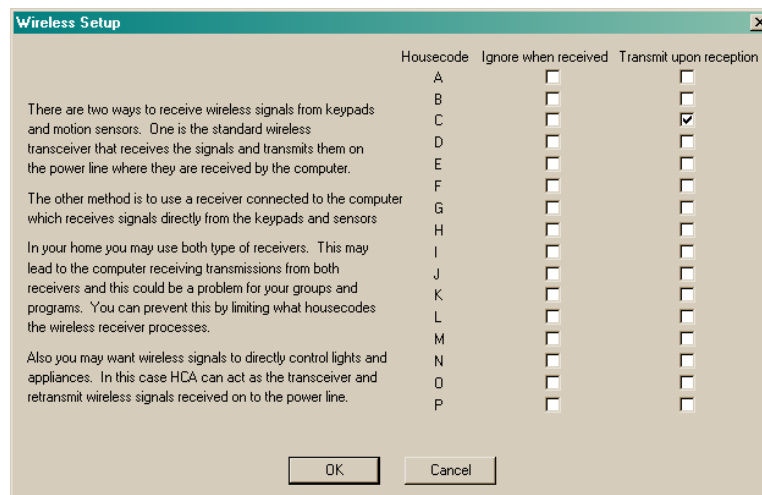 Wireless Setup
Housecode Ignore when received Transmit upon reception
A
B
C
D
E
F
G
H
I
J
K
L
M
N
O
P
There are two ways to receive wireless signals from keypads
and motion sensors. One is the standard wireless
transceiver that receives the signals and transmits them on
the power line where they are received by the computer.
The other method is to use a receiver connected to the computer
which receives signals directly from the keypads and sensors
In your home you may use both type of receivers. This may
lead to the computer receiving transmissions from both
receivers and this could be a problem for your groups and
programs. You can prevent this by limiting what housecodes
the wireless receiver processes.
Also you may want wireless signals to directly control lights and
appliances. In this case HCA can act as the transceiver and
retransmit wireless signals received on to the power line.
OK Cancel